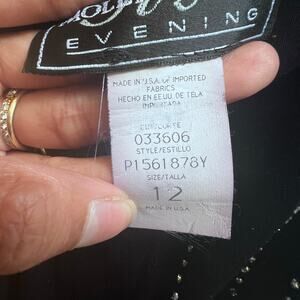 EVENING
MADE IN U.S.A. OF IMPORTED
FABRICS
HECHO EN EE.UU. DE TELA
IMPORTADA
CUT/CORTE
033606
STYLE/ESTILLO
P1561878Y
SIZE/TALLA
12
MADE IN U.S.A.